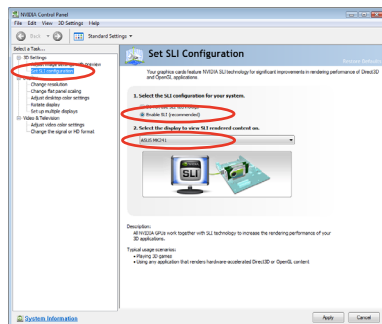 NVIDIA Control Panel
File Edit View 3D Settings Help
Back Standard Settings
Select a Task...
Set SLI Configuration
3D Settings
Set SLI configuration
Your graphics cards feature NVIDIA SLI technology for significant improvements in rendering performance of Direct3D
and OpenGL applications.
Change resolution
Change flat panel scaling
Adjust desktop color settings
Rotate display
Set up multiple displays
Video & Television
Adjust video color settings
Change the signal or HD format
1. Select the SLI configuration for your system.
Enable SLI (recommended)
2. Select the display to view SLI rendered content on.
ASUS MK241
SLI
Description:
All NVIDIA GPUs work together with SLI technology to increase the rendering performance of your
3D applications.
Typical usage scenarios:
• Playing 3D games
• Using any application that renders hardware-accelerated Direct3D or OpenGL content
System Information
Apply Cancel